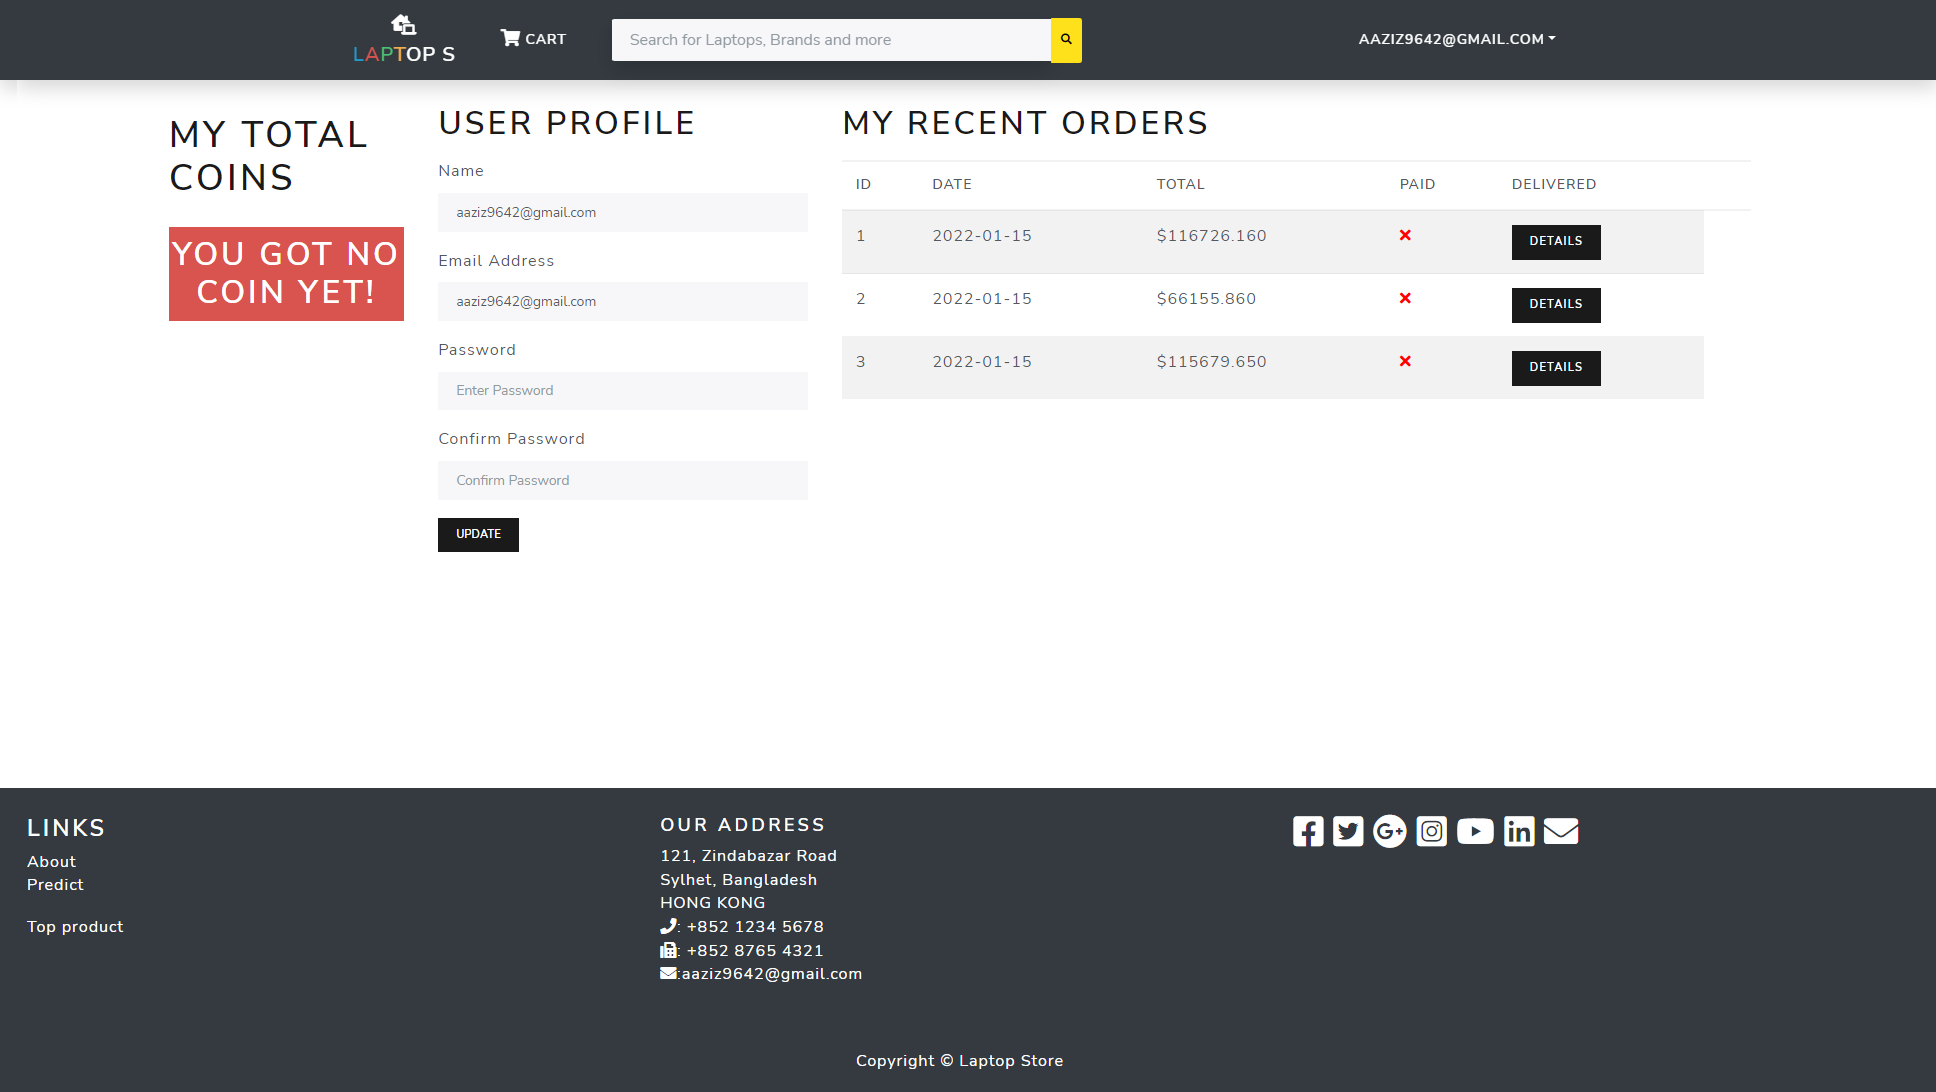 LAPTOP S
CART
Search for Laptops, Brands and more
AAZIZ9642@GMAIL.COM
MY TOTAL
COINS
YOU GOT NO
COIN YET!
USER PROFILE
Name
aaziz9642@gmail.com
Email Address
aaziz9642@gmail.com
Password
Enter Password
Confirm Password
Confirm Password
UPDATE
MY RECENT ORDERS
ID DATE TOTAL PAID DELIVERED
1 2022-01-15 $116726.160 DETAILS
2 2022-01-15 $66155.860 DETAILS
3 2022-01-15 $115679.650 DETAILS
LINKS
About
Predict
Top product
OUR ADDRESS
121, Zindabazar Road
Sylhet, Bangladesh
HONG KONG
: +852 1234 5678
: +852 8765 4321
:aaziz9642@gmail.com
Copyright © Laptop Store